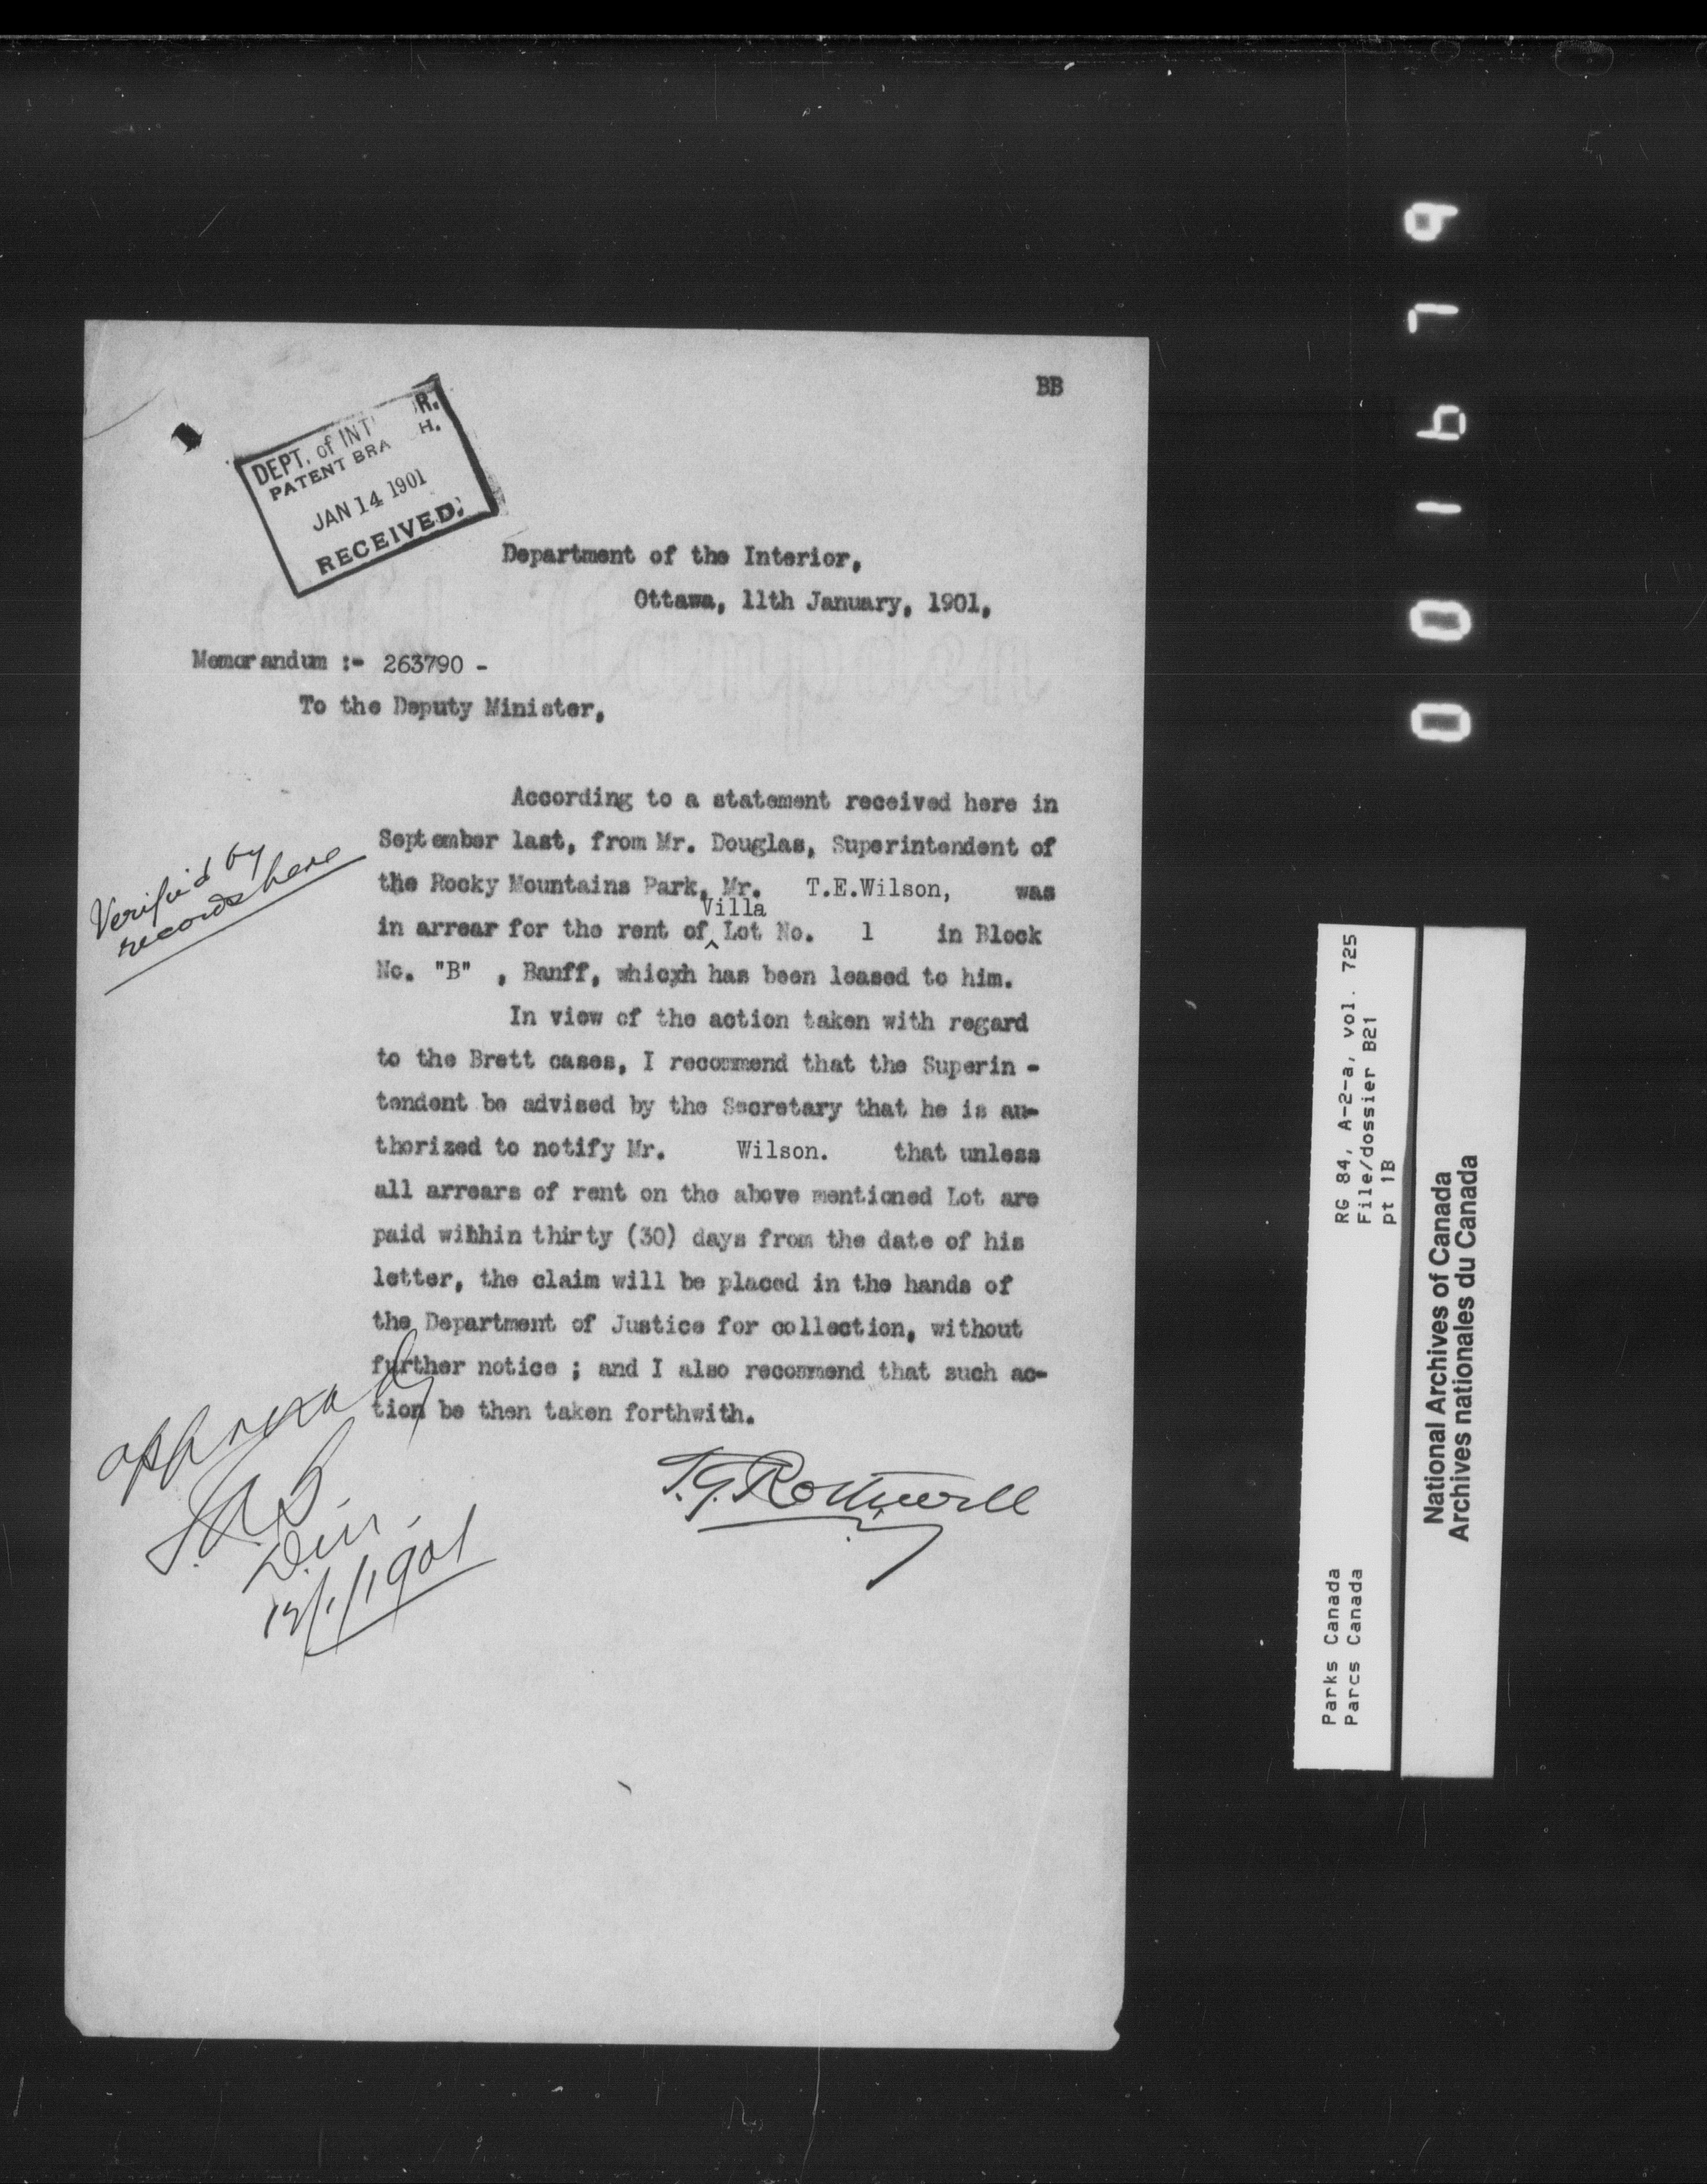 BB
DEPT. of INT R.
PATENT BRA H.
JAN 14 1901
RECEIVED.
Department of the Interior,
Ottawa, 11th January, 1901,
Memorandum :- 263790 -
To the Deputy Minister,
According to a statement received here in
September last, from Mr. Douglas, Superintendent of
the Rocky Mountains Park, Mr. T.E.Wilson, was
Villa
in arrear for the rent of ^ Lot No. 1 in Block
No. "B" , Banff, whicxh has been leased to him.
Verified by
records here
In view of the action taken with regard
to the Brett cases, I recommend that the Superin -
tendent be advised by the Secretary that he is au-
thorized to notify Mr. Wilson. that unless
all arrears of rent on the above mentioned Lot are
paid wihhin thirty (30) days from the date of his
letter, the claim will be placed in the hands of
the Department of Justice for collection, without
further notice ; and I also recommend that such ac-
tion be then taken forthwith.
T.G. Rothwell
approved
J.A.S.
12/1/1901
001679
RG 84, A-2-a, vol. 725
File/dossier B21
pt 1B
Parks Canada
Parcs Canada
National Archives of Canada
Archives nationales du Canada